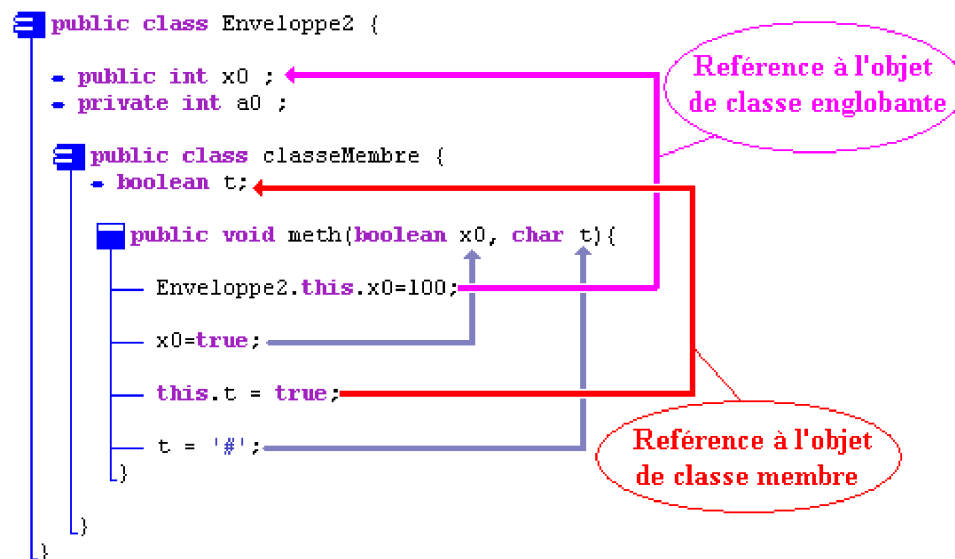 public class Enveloppe2 {
public int x0 ;
private int a0 ;
Reférence à l'objet
de classe englobante
public class classeMembre {
boolean t;
public void meth(boolean x0, char t){
Enveloppe2.this.x0=100;
x0=true;
this.t = true;
t = '#';
}
Reférence à l'objet
de classe membre
}
}